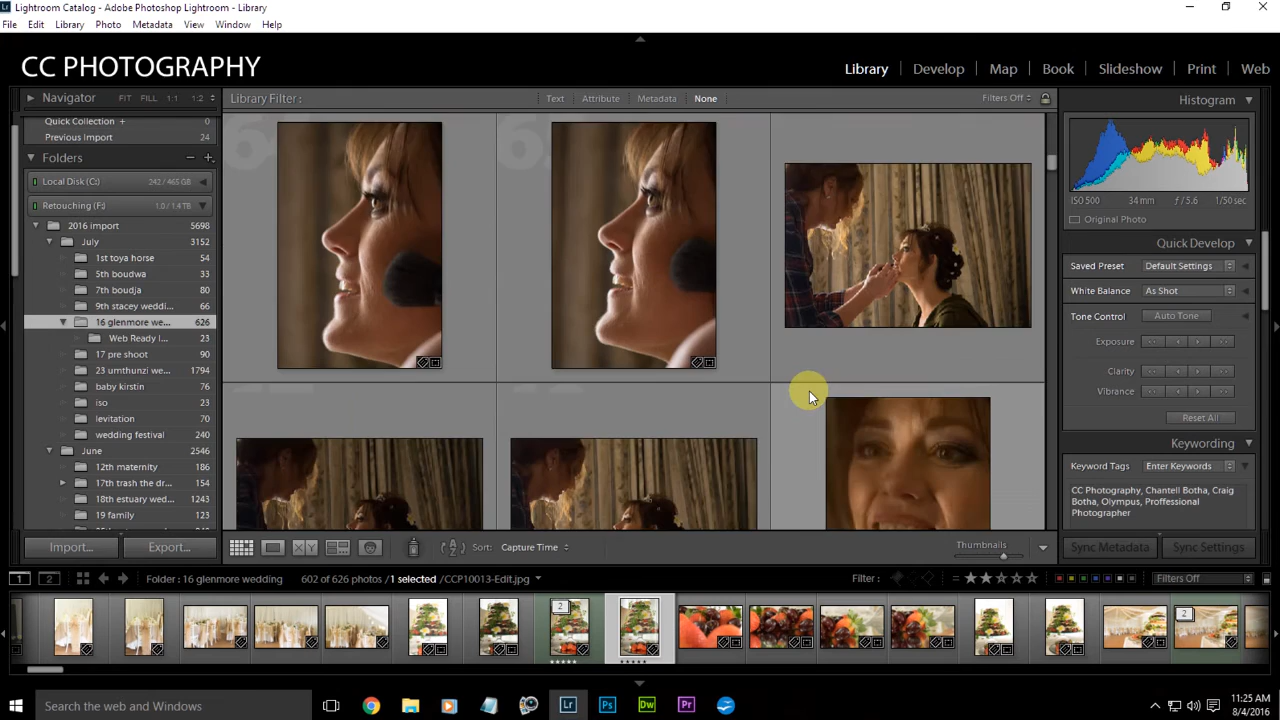 Lr Lightroom Catalog - Adobe Photoshop Lightroom - Library
File Edit Library Photo Metadata View Window Help
CC PHOTOGRAPHY
Library Develop Map Book Slideshow Print Web
Navigator FIT FILL 1:1 1:2
Library Filter : Text Attribute Metadata None Filters Off
Histogram
Quick Collection + 0
Previous Import 24
Folders
Local Disk (C:) 242 / 465 GB
Retouching (F:) 1.0 / 1.4 TB
2016 import 5698
July 3152
1st toya horse 54
5th boudwa 33
7th boudja 80
9th stacey weddi... 66
16 glenmore we... 626
Web Ready I... 23
17 pre shoot 90
23 umthunzi we... 1794
baby kirstin 76
iso 23
levitation 70
wedding festival 240
June 2546
12th maternity 186
17th trash the dr... 154
18th estuary wed... 1243
19 family 123
Import... Export...
ISO 500 34 mm ƒ / 5.6 1/50 sec
Original Photo
Quick Develop
Saved Preset Default Settings
White Balance As Shot
Tone Control Auto Tone
Exposure
Clarity
Vibrance
Reset All
Keywording
Keyword Tags Enter Keywords
CC Photography, Chantell Botha, Craig
Botha, Olympus, Proffesional
Photographer
Sync Metadata Sync Settings
XY Sort: Capture Time Thumbnails
1 2 Folder : 16 glenmore wedding 602 of 626 photos / 1 selected / CCP10013-Edit.jpg Filter : Filters Off
2
2
Search the web and Windows
Lr Ps Dw Pr
11:25 AM
8/4/2016